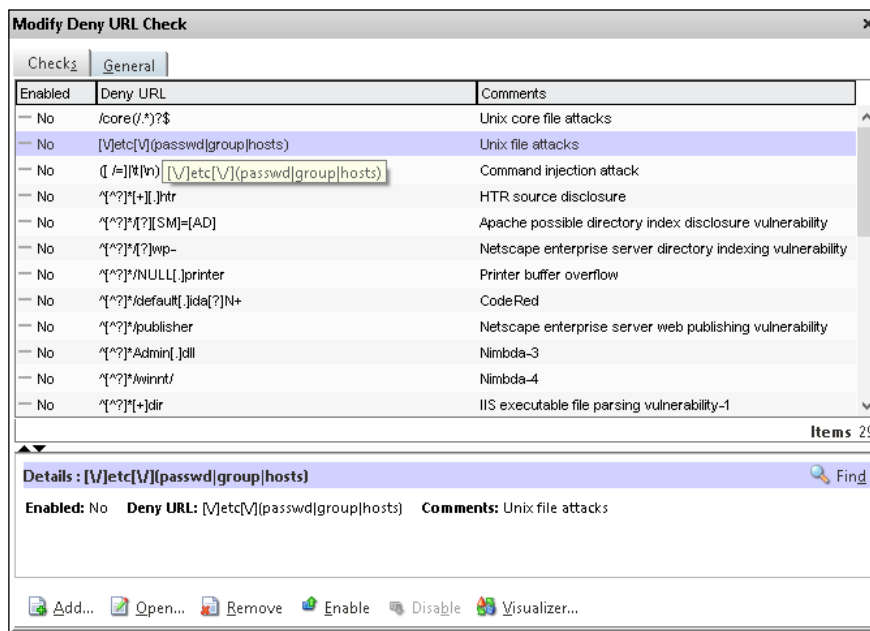 Modify Deny URL Check
Checks General
Enabled Deny URL Comments
No /core(/.*)?$ Unix core file attacks
No [\/]etc[\/](passwd|group|hosts) Unix file attacks
No ([ /=]|\t|\n) Command injection attack
[\/]etc[\/](passwd|group|hosts)
No ^[^?]*[+][.]htr HTR source disclosure
No ^[^?]*/[?][SM]=[AD] Apache possible directory index disclosure vulnerability
No ^[^?]*/[?]wp- Netscape enterprise server directory indexing vulnerability
No ^[^?]*/NULL[.]printer Printer buffer overflow
No ^[^?]*/default[.]ida[?]N+ CodeRed
No ^[^?]*/publisher Netscape enterprise server web publishing vulnerability
No ^[^?]*Admin[.]dll Nimbda-3
No ^[^?]*/winnt/ Nimbda-4
No ^[^?]*[+]dir IIS executable file parsing vulnerability-1
Items 29
Details : [\/]etc[\/](passwd|group|hosts) Find
Enabled: No Deny URL: [\/]etc[\/](passwd|group|hosts) Comments: Unix file attacks
Add... Open... Remove Enable Disable Visualizer...